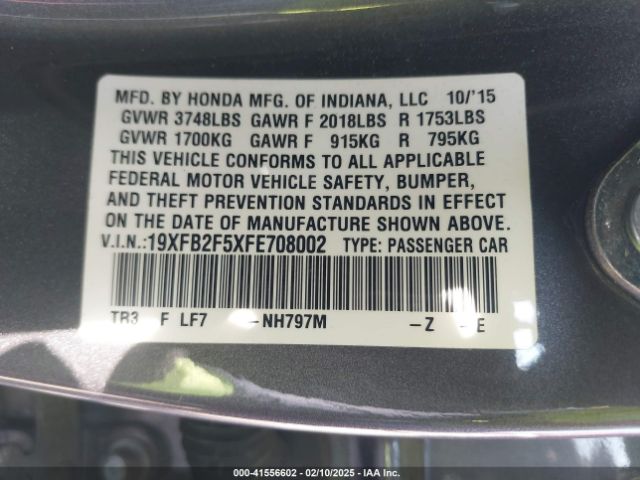 MFD. BY HONDA MFG. OF INDIANA, LLC 10/'15
GVWR 3748LBS GAWR F 2018LBS R 1753LBS
GVWR 1700KG GAWR F 915KG R 795KG
THIS VEHICLE CONFORMS TO ALL APPLICABLE
FEDERAL MOTOR VEHICLE SAFETY, BUMPER,
AND THEFT PREVENTION STANDARDS IN EFFECT
ON THE DATE OF MANUFACTURE SHOWN ABOVE.
V.I.N.:19XFB2F5XFE708002 TYPE: PASSENGER CAR
TR3 F LF7 -NH797M -Z -E
000-41556602 - 02/10/2025 - IAA Inc.